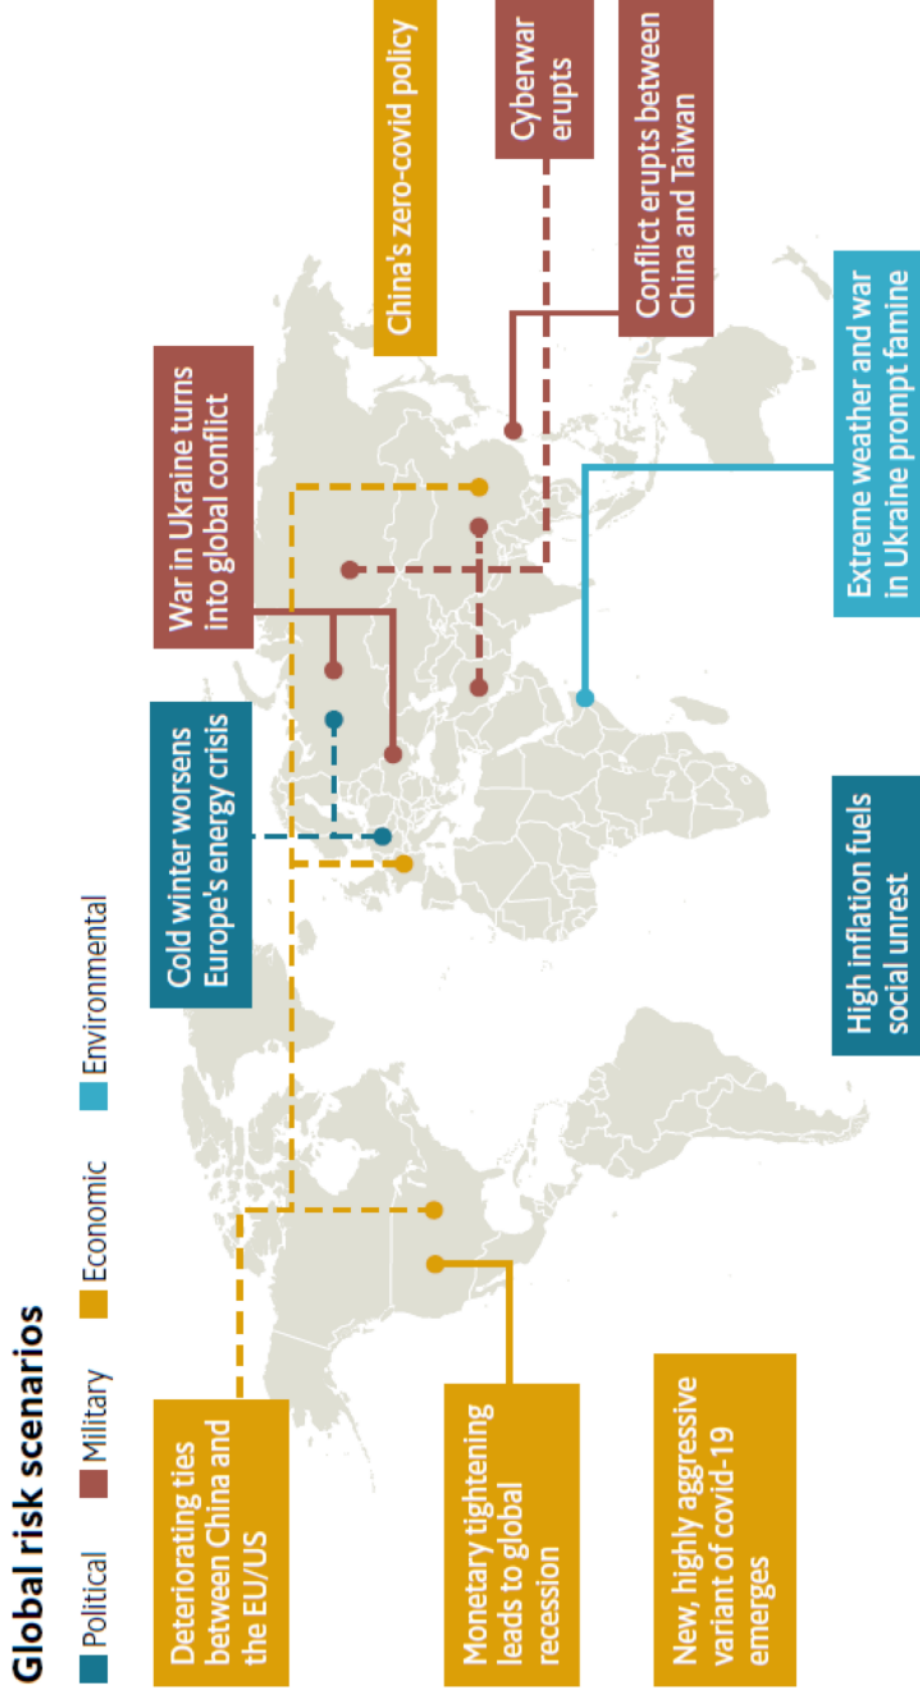 Global risk scenarios
Political
Military
Economic
Environmental
Deteriorating ties
between China and
the EU/US
Cold winter worsens
Europe's energy crisis
War in Ukraine turns
into global conflict
China's zero-covid policy
Monetary tightening
leads to global
recession
Cyberwar
erupts
Conflict erupts between
China and Taiwan
New, highly aggressive
variant of covid-19
emerges
High inflation fuels
social unrest
Extreme weather and war
in Ukraine prompt famine